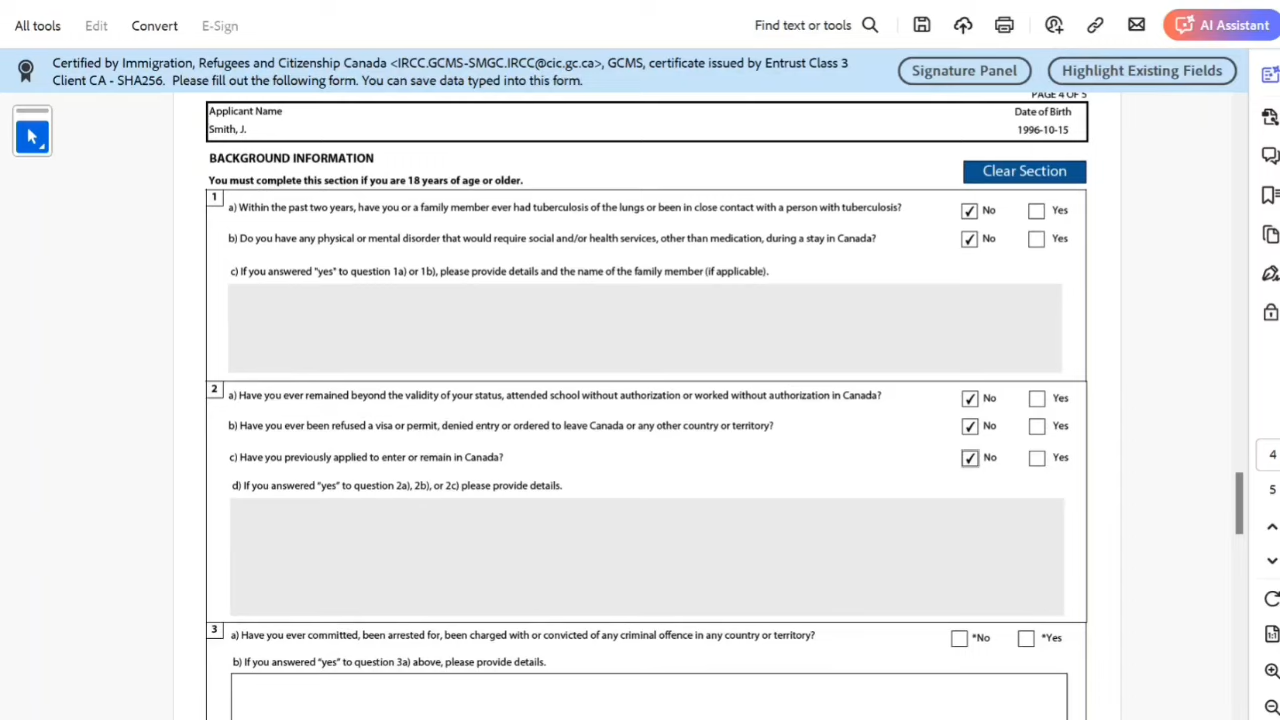 All tools Edit Convert E-Sign Find text or tools AI Assistant
Certified by Immigration, Refugees and Citizenship Canada <IRCC.GCMS-SMGC.IRCC@cic.gc.ca>, GCMS, certificate issued by Entrust Class 3
Client CA - SHA256. Please fill out the following form. You can save data typed into this form.
Signature Panel Highlight Existing Fields
PAGE 4 OF 5
Applicant Name Date of Birth
Smith, J. 1996-10-15
BACKGROUND INFORMATION
Clear Section
You must complete this section if you are 18 years of age or older.
1
a) Within the past two years, have you or a family member ever had tuberculosis of the lungs or been in close contact with a person with tuberculosis? No Yes
b) Do you have any physical or mental disorder that would require social and/or health services, other than medication, during a stay in Canada? No Yes
c) If you answered "yes" to question 1a) or 1b), please provide details and the name of the family member (if applicable).
2
a) Have you ever remained beyond the validity of your status, attended school without authorization or worked without authorization in Canada? No Yes
b) Have you ever been refused a visa or permit, denied entry or ordered to leave Canada or any other country or territory? No Yes
c) Have you previously applied to enter or remain in Canada? No Yes
d) If you answered "yes" to question 2a), 2b), or 2c) please provide details.
3
a) Have you ever committed, been arrested for, been charged with or convicted of any criminal offence in any country or territory? *No *Yes
b) If you answered "yes" to question 3a) above, please provide details.
4
5
1:1